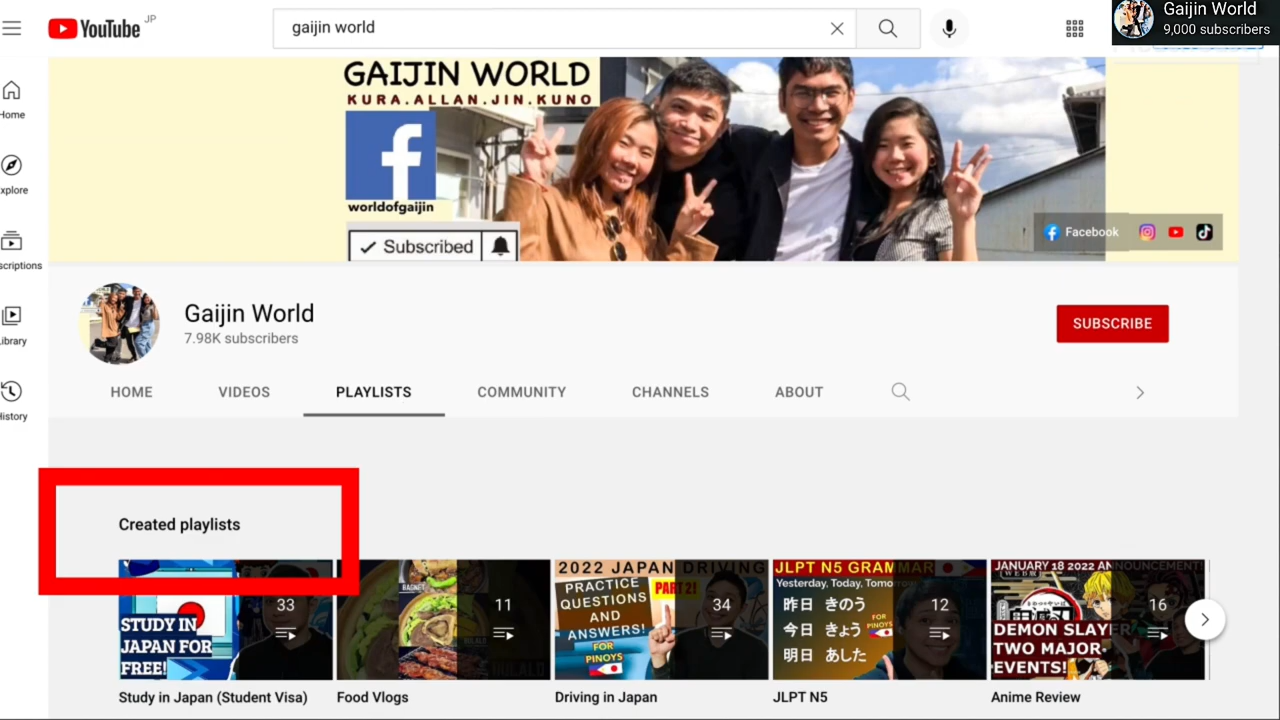 YouTube JP
gaijin world
Gaijin World
9,000 subscribers
Home
xplore
scriptions
ibrary
History
GAIJIN WORLD
KURA.ALLAN.JIN.KUNO
f
worldofgaijin
Subscribed
Facebook
Gaijin World
7.98K subscribers
SUBSCRIBE
HOME
VIDEOS
PLAYLISTS
COMMUNITY
CHANNELS
ABOUT
Created playlists
STUDY IN
JAPAN FOR
FREE!
33
Study in Japan (Student Visa)
BAGNET
BULALO
11
Food Vlogs
2022 JAPAN DRIVING
PRACTICE
QUESTIONS
AND
ANSWERS!
PART 2!
FOR
PINOYS
34
Driving in Japan
JLPT N5 GRAMMAR
Yesterday, Today, Tomorrow
昨日 きのう
今日 きょう
明日 あした
FOR
PINOYS
12
JLPT N5
JANUARY 18 2022 ANNOUNCEMENT!
DEMON SLAYER
TWO MAJOR
EVENTS!
16
Anime Review